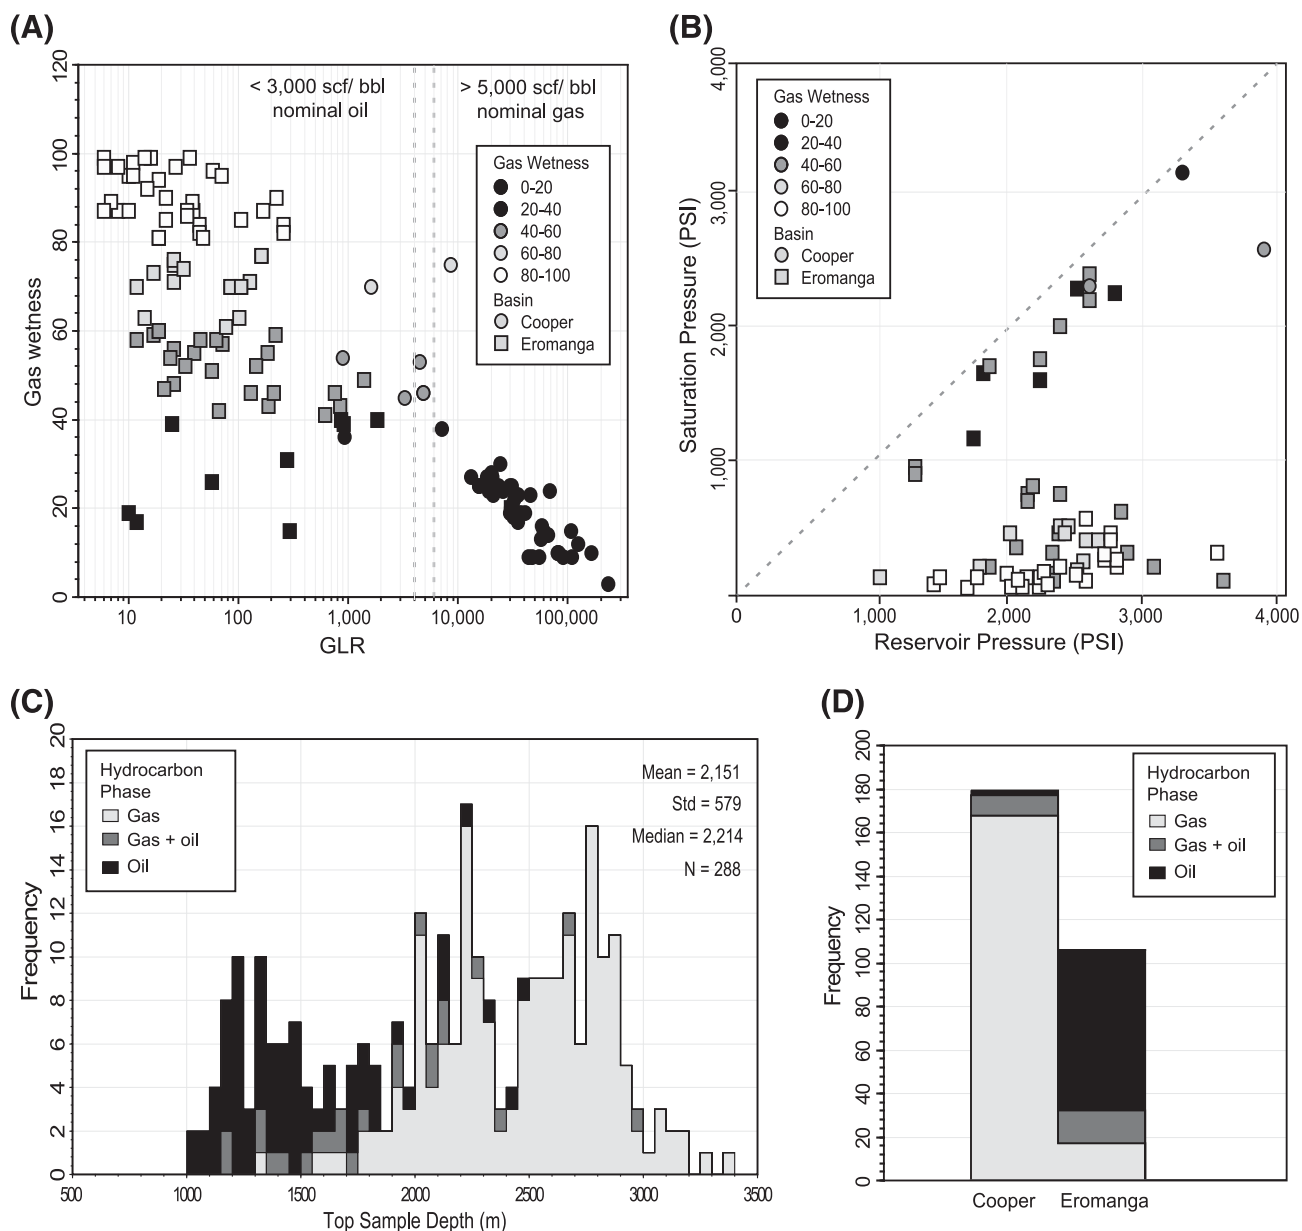 (A)
120
100
80
60
40
20
0
Gas wetness
< 3,000 scf/ bbl
nominal oil
> 5,000 scf/ bbl
nominal gas
Gas Wetness
0-20
20-40
40-60
60-80
80-100
Basin
Cooper
Eromanga
10
100
1,000
10,000
100,000
GLR
(B)
4,000
3,000
2,000
1,000
Saturation Pressure (PSI)
Gas Wetness
0-20
20-40
40-60
60-80
80-100
Basin
Cooper
Eromanga
0
1,000
2,000
3,000
4,000
Reservoir Pressure (PSI)
(C)
20
18
16
14
12
10
8
6
4
2
0
Frequency
Hydrocarbon
Phase
Gas
Gas + oil
Oil
Mean = 2,151
Std = 579
Median = 2,214
N = 288
500
1000
1500
2000
2500
3000
3500
Top Sample Depth (m)
(D)
200
180
160
140
120
100
80
60
40
20
0
Frequency
Hydrocarbon
Phase
Gas
Gas + oil
Oil
Cooper
Eromanga